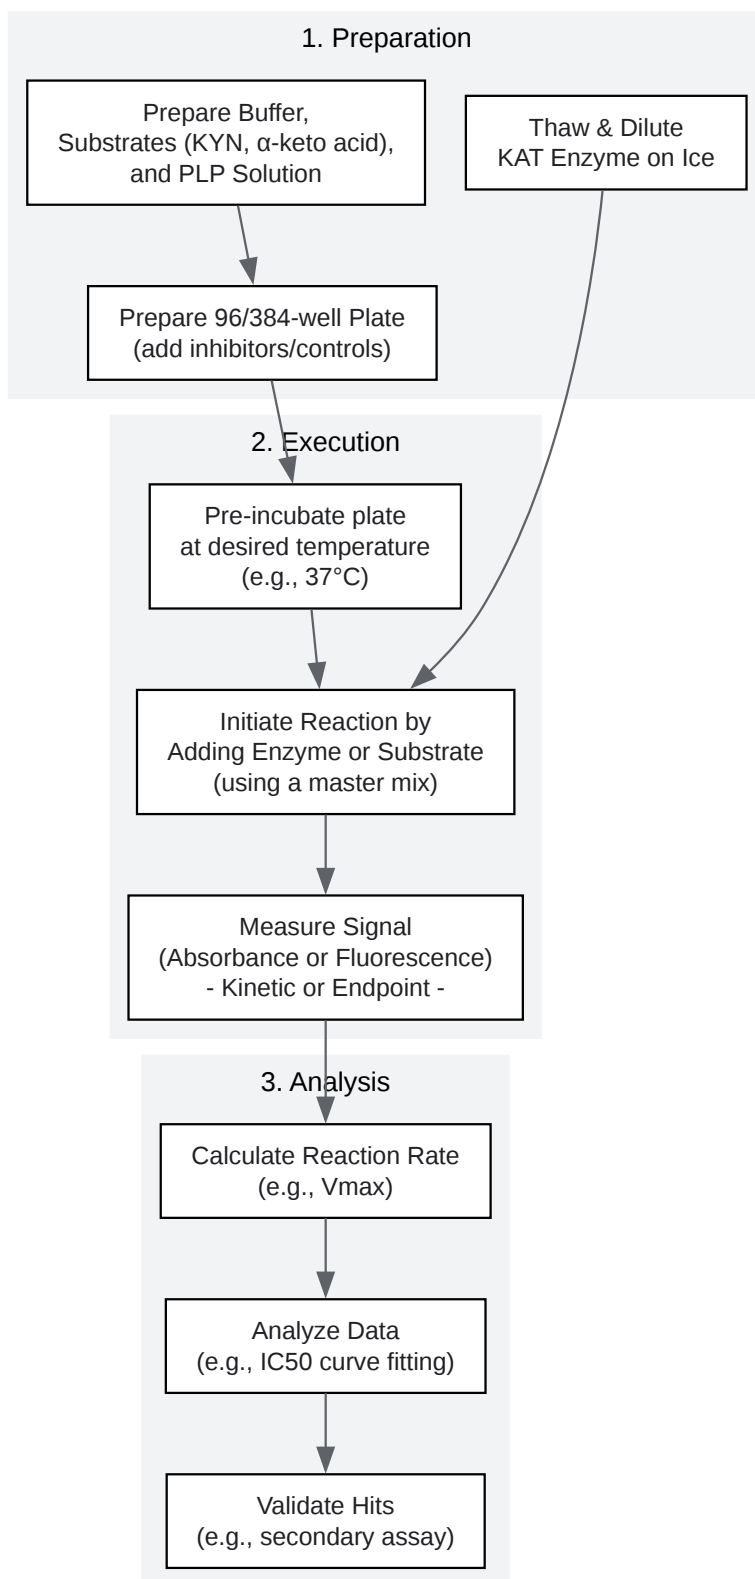 1. Preparation
Prepare Buffer,
Substrates (KYN, α-keto acid),
and PLP Solution
Thaw & Dilute
KAT Enzyme on Ice
Prepare 96/384-well Plate
(add inhibitors/controls)
2. Execution
Pre-incubate plate
at desired temperature
(e.g., 37°C)
Initiate Reaction by
Adding Enzyme or Substrate
(using a master mix)
Measure Signal
(Absorbance or Fluorescence)
- Kinetic or Endpoint -
3. Analysis
Calculate Reaction Rate
(e.g., Vmax)
Analyze Data
(e.g., IC50 curve fitting)
Validate Hits
(e.g., secondary assay)